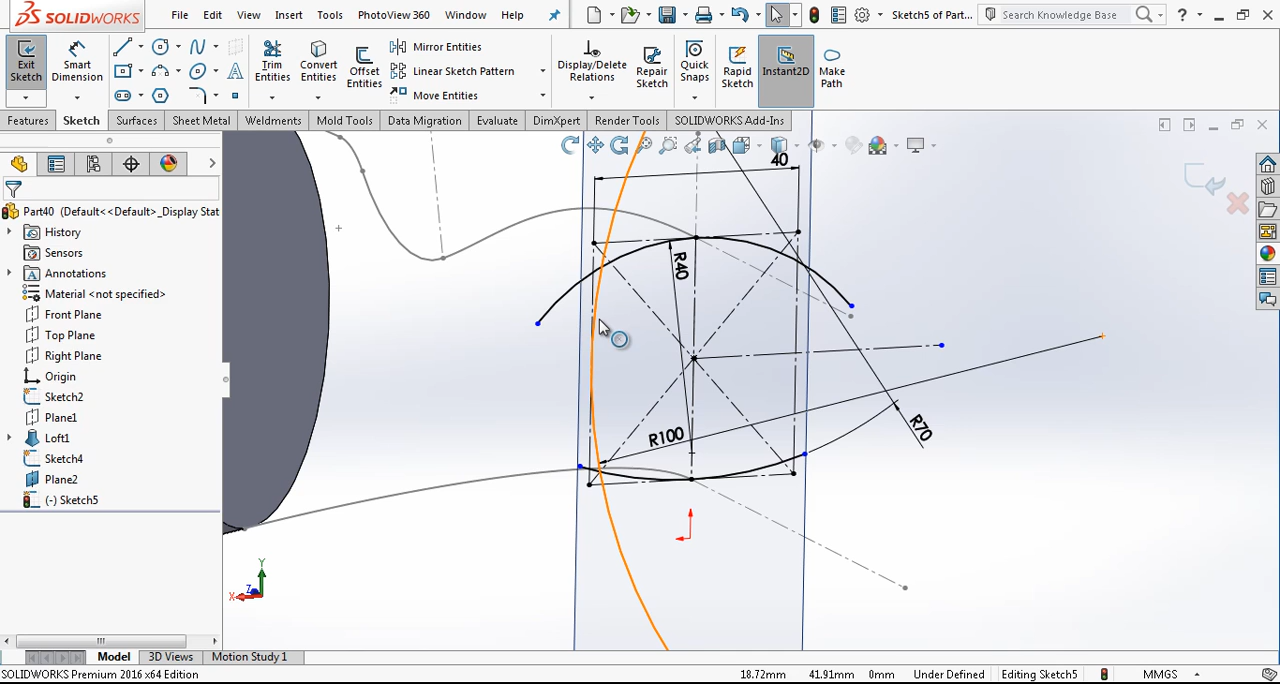 SOLIDWORKS File Edit View Insert Tools PhotoView 360 Window Help Sketch5 of Part... Search Knowledge Base
Exit Sketch
Smart Dimension
Trim Entities
Convert Entities
Offset Entities
Mirror Entities
Linear Sketch Pattern
Move Entities
Display/Delete Relations
Repair Sketch
Quick Snaps
Rapid Sketch
Instant2D
Make Path
Features Sketch Surfaces Sheet Metal Weldments Mold Tools Data Migration Evaluate DimXpert Render Tools SOLIDWORKS Add-Ins
Part40 (Default<<Default>_Display Stat
History
Sensors
Annotations
Material <not specified>
Front Plane
Top Plane
Right Plane
Origin
Sketch2
Plane1
Loft1
Sketch4
Plane2
(-) Sketch5
40
R40
R100
R70
Y
X
Z
Model 3D Views Motion Study 1
SOLIDWORKS Premium 2016 x64 Edition 18.72mm 41.91mm 0mm Under Defined Editing Sketch5 MMGS